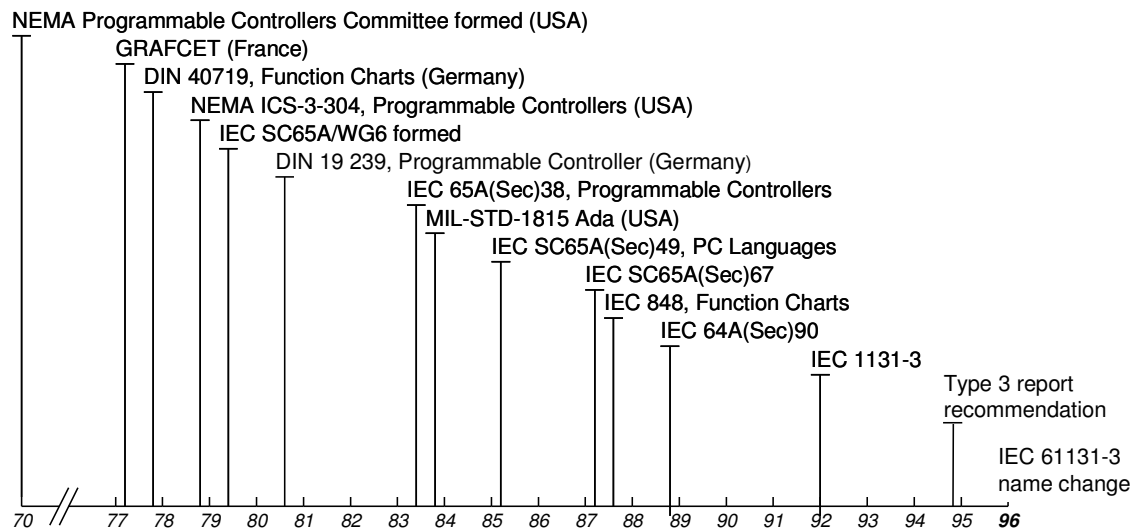 NEMA Programmable Controllers Committee formed (USA)
GRAFCET (France)
DIN 40719, Function Charts (Germany)
NEMA ICS-3-304, Programmable Controllers (USA)
IEC SC65A/WG6 formed
DIN 19 239, Programmable Controller (Germany)
IEC 65A(Sec)38, Programmable Controllers
MIL-STD-1815 Ada (USA)
IEC SC65A(Sec)49, PC Languages
IEC SC65A(Sec)67
IEC 848, Function Charts
IEC 64A(Sec)90
IEC 1131-3
Type 3 report
recommendation
IEC 61131-3
name change
70 77 78 79 80 81 82 83 84 85 86 87 88 89 90 91 92 93 94 95 96